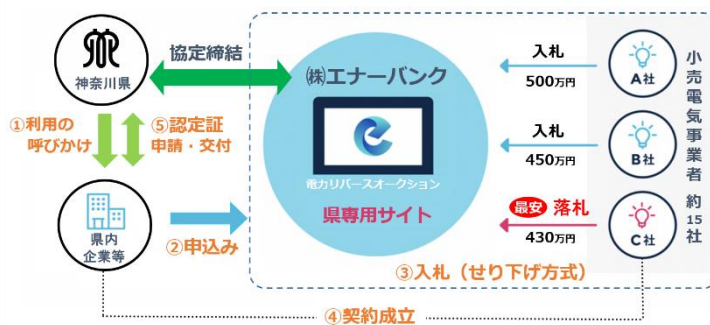 神奈川県
協定締結
㈱エナーバンク
電力リバースオークション
県専用サイト
①利用の
呼びかけ
⑤認定証
申請・交付
県内
企業等
②申込み
入札
500万円
A社
入札
450万円
B社
最安 落札
430万円
C社
小売電気事業者
約15社
③入札（せり下げ方式）
④契約成立